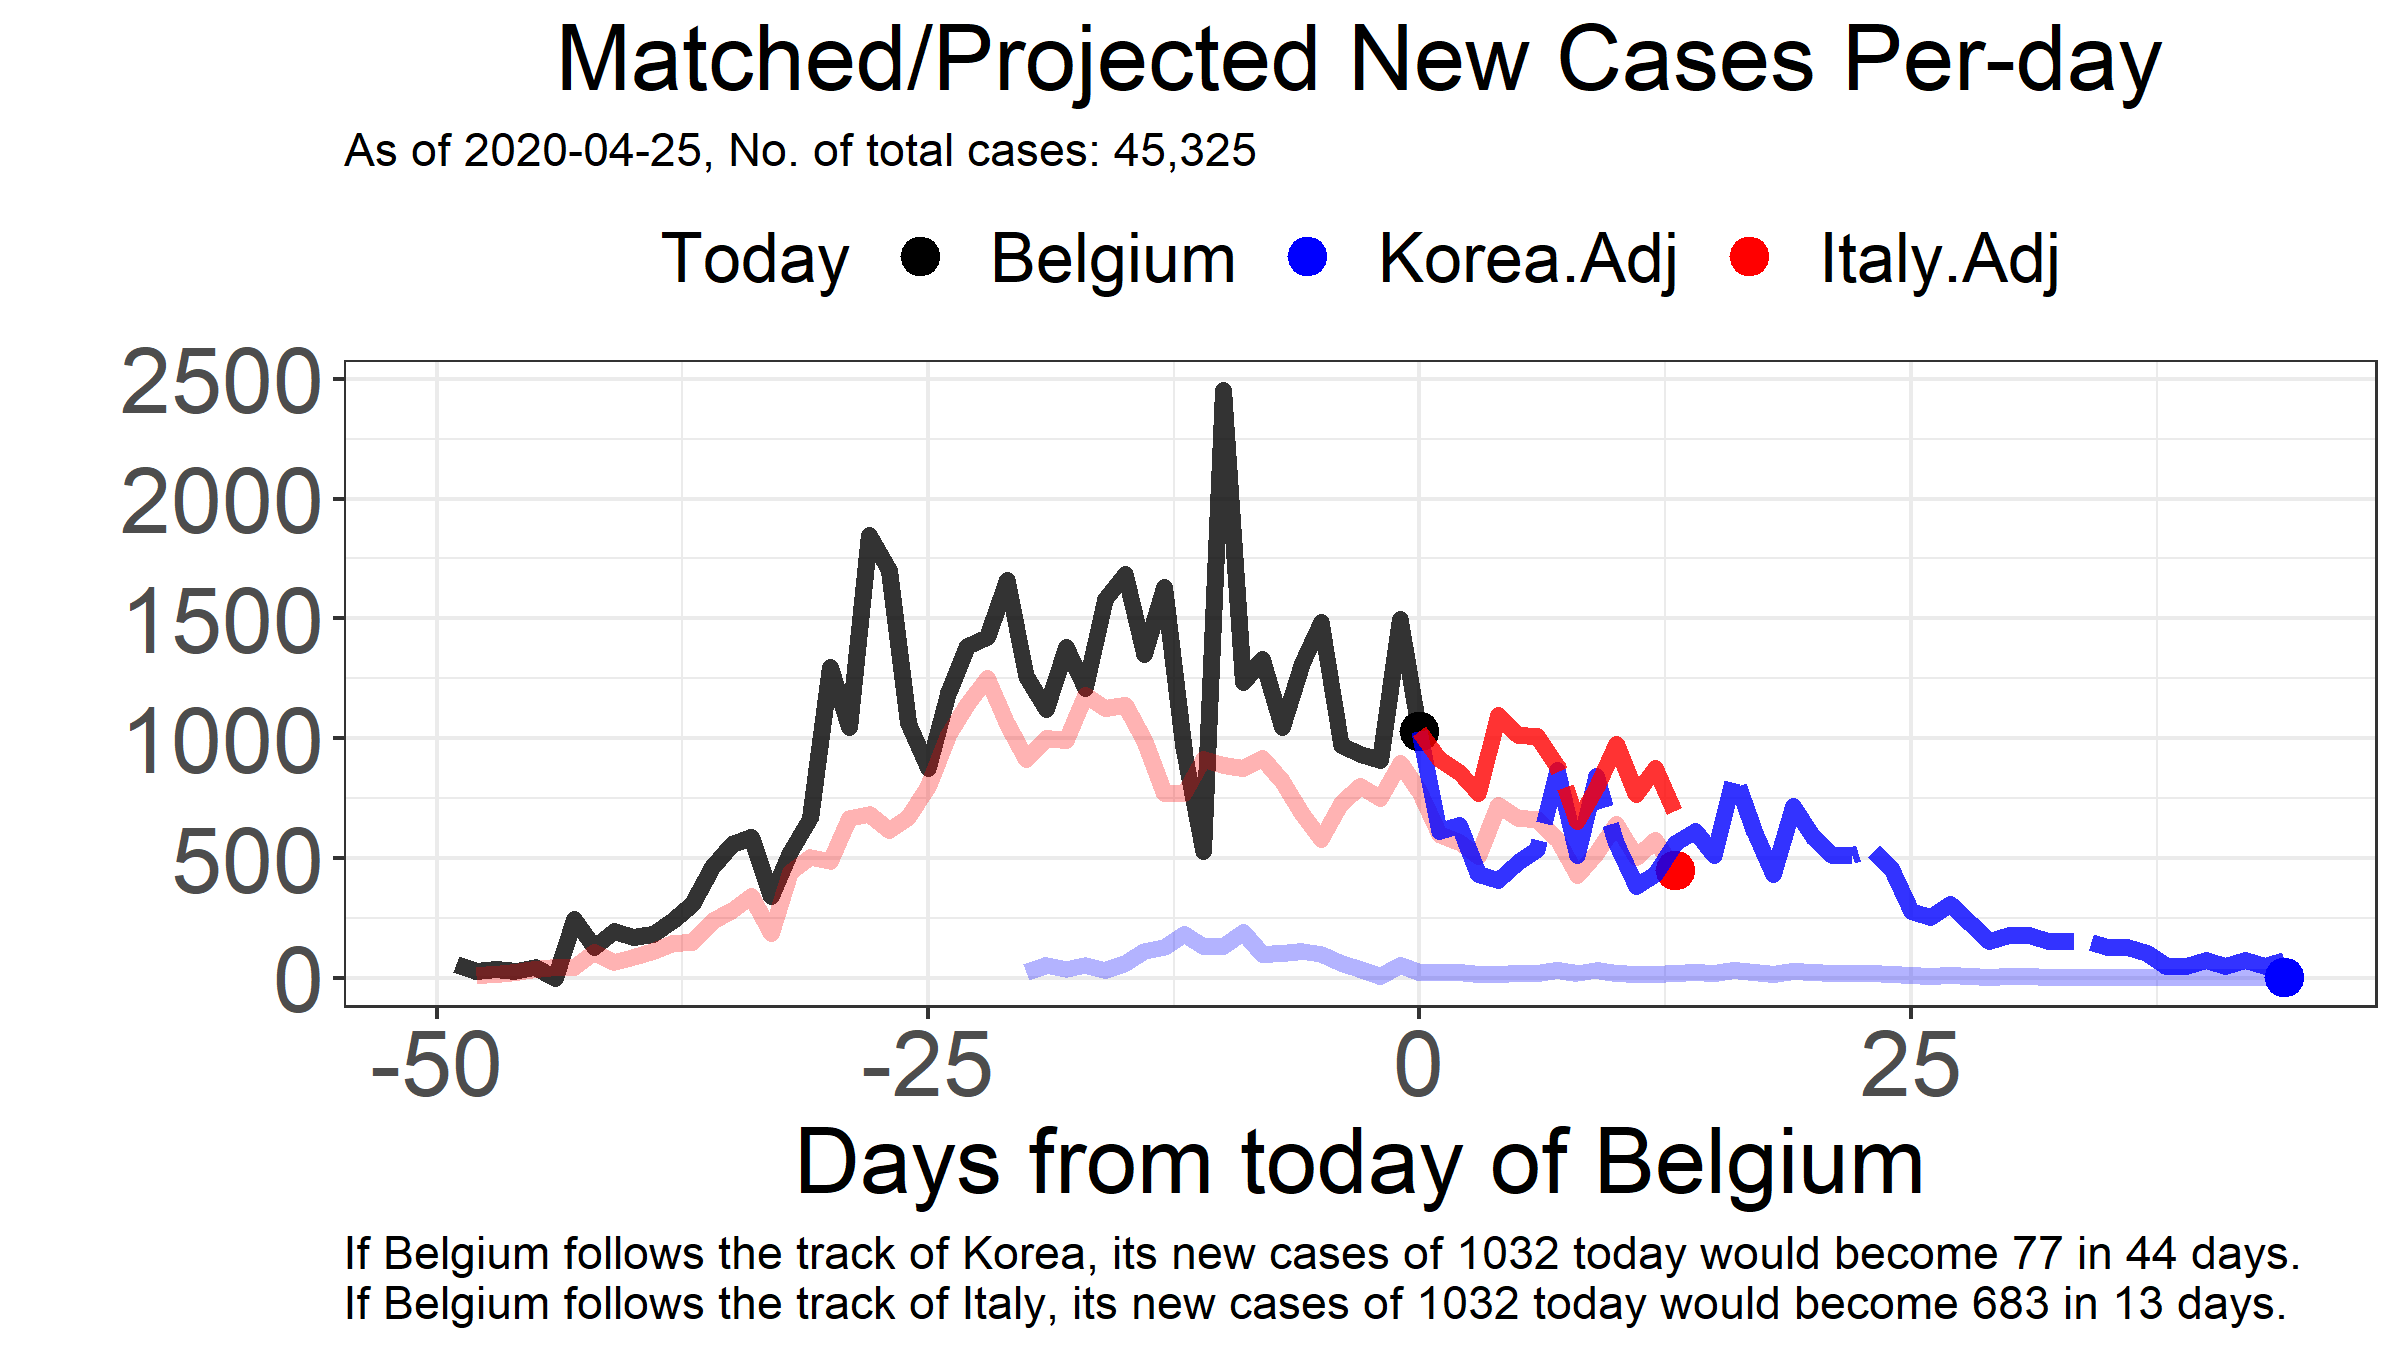 Matched/Projected New Cases Per-day
As of 2020-04-25, No. of total cases: 45,325
Today Belgium Korea.Adj Italy.Adj
2500
2000
1500
1000
500
0
-50 -25 0 25
Days from today of Belgium
If Belgium follows the track of Korea, its new cases of 1032 today would become 77 in 44 days.
If Belgium follows the track of Italy, its new cases of 1032 today would become 683 in 13 days.